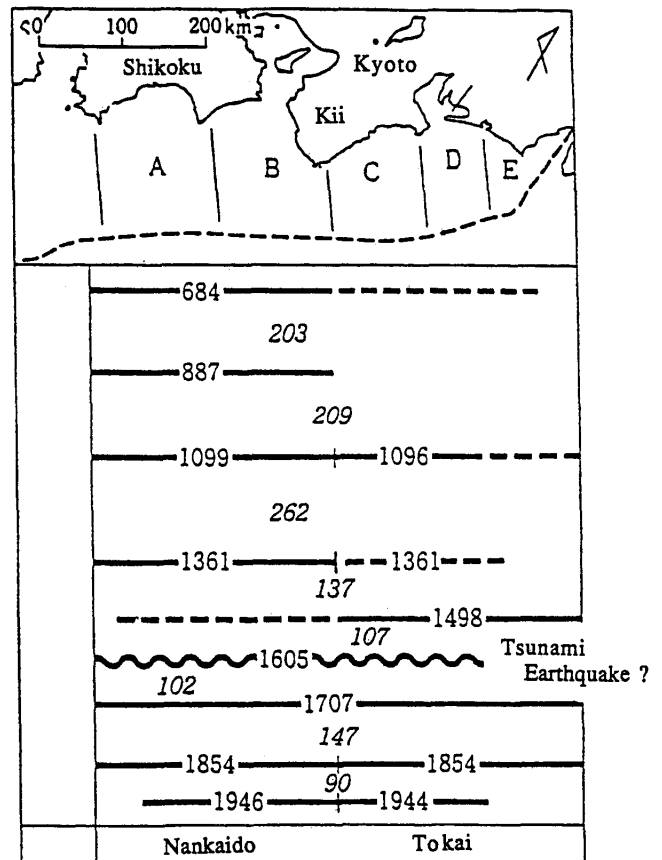 0 100 200km
Shikoku
Kyoto
Kii
A B C D E
684
203
887
209
1099 1096
262
1361 1361
137
1498
107
1605
Tsunami
Earthquake ?
102
1707
147
1854 1854
90
1946 1944
Nankaido Tokai